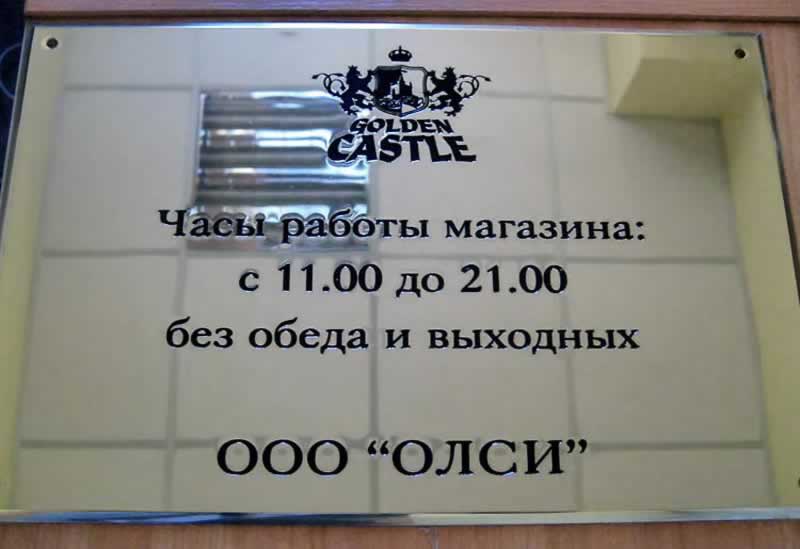 GOLDEN
CASTLE
Часы работы магазина:
с 11.00 до 21.00
без обеда и выходных
ООО “ОЛСИ”